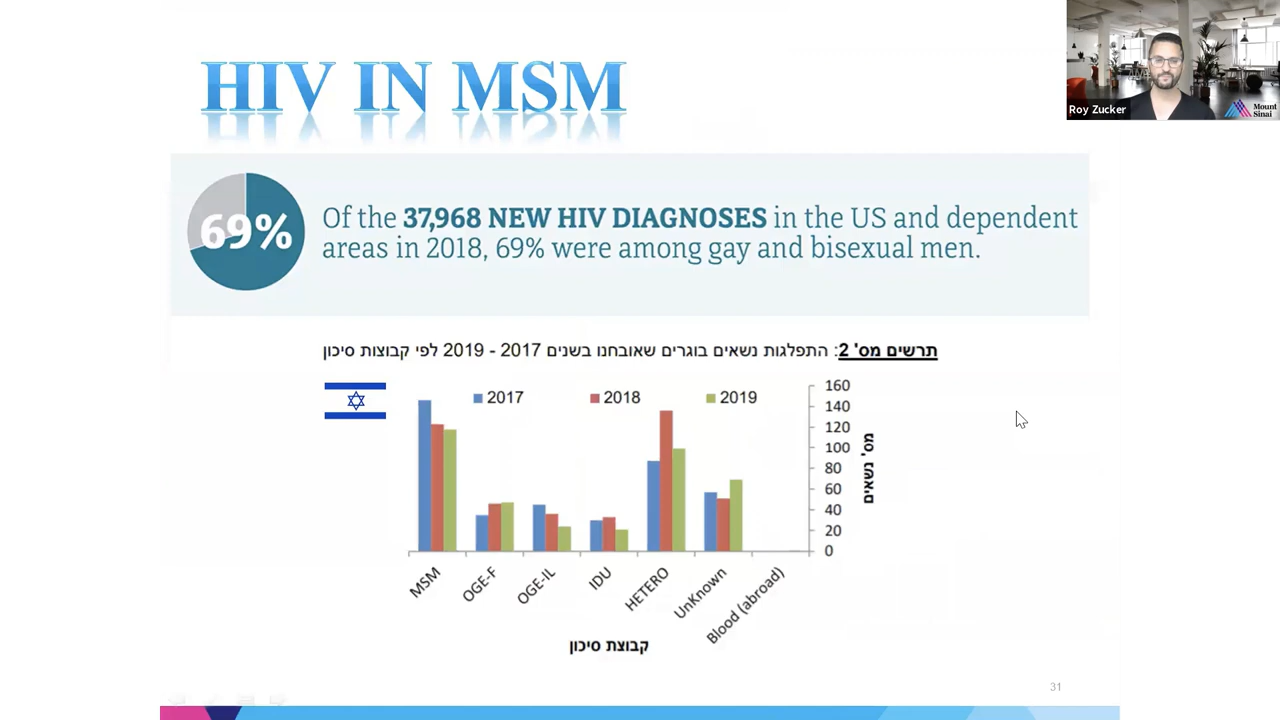 HIV IN MSM
Roy Zucker
Mount
Sinai
69%
Of the 37,968 NEW HIV DIAGNOSES in the US and dependent
areas in 2018, 69% were among gay and bisexual men.
תרשים מס' 2: התפלגות נשאים בוגרים שאובחנו בשנים 2017 - 2019 לפי קבוצות סיכון
2017
2018
2019
160
140
120
100
80
60
40
20
0
מס' נשאים
MSM
OGE-F
OGE-IL
IDU
HETERO
UnKnown
Blood (abroad)
קבוצת סיכון
31